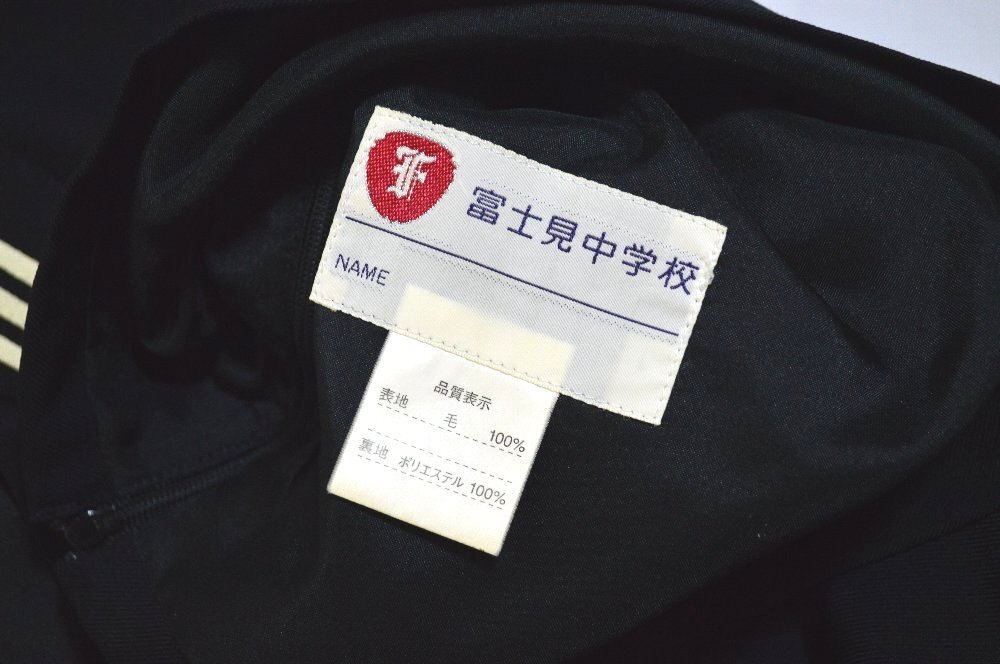 F
富士見中学校
NAME
品質表示
表地 毛 100%
裏地 ポリエステル 100%